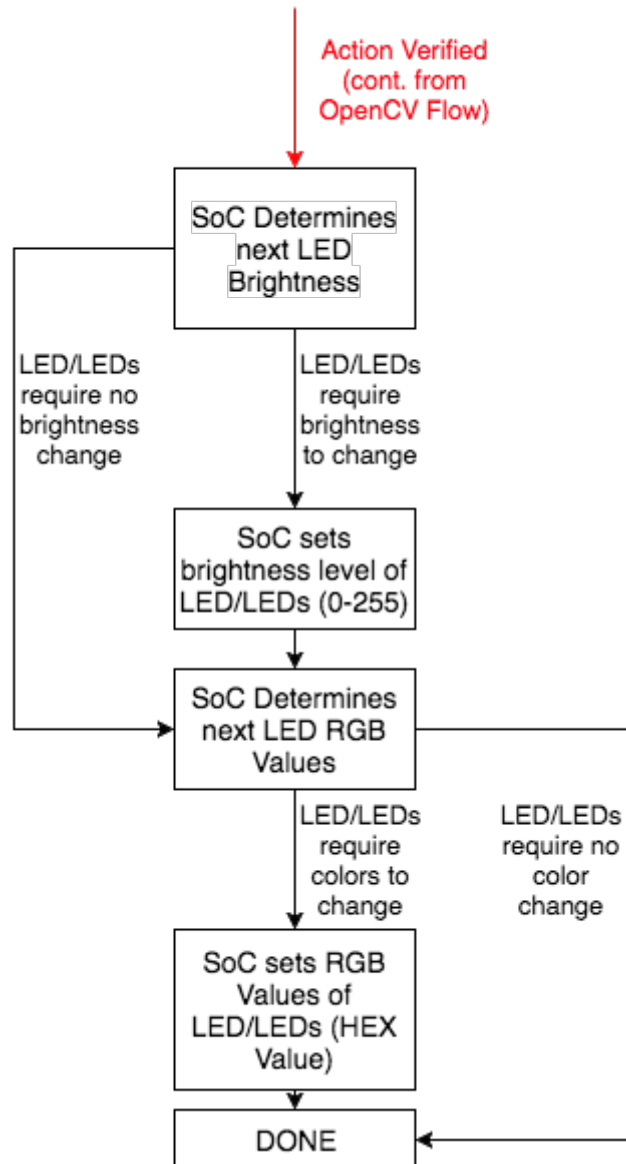 Action Verified
(cont. from
OpenCV Flow)
SoC Determines
next LED
Brightness
LED/LEDs
require no
brightness
change
LED/LEDs
require
brightness
to change
SoC sets
brightness level of
LED/LEDs (0-255)
SoC Determines
next LED RGB
Values
LED/LEDs
require
colors to
change
LED/LEDs
require no
color
change
SoC sets RGB
Values of
LED/LEDs (HEX
Value)
DONE